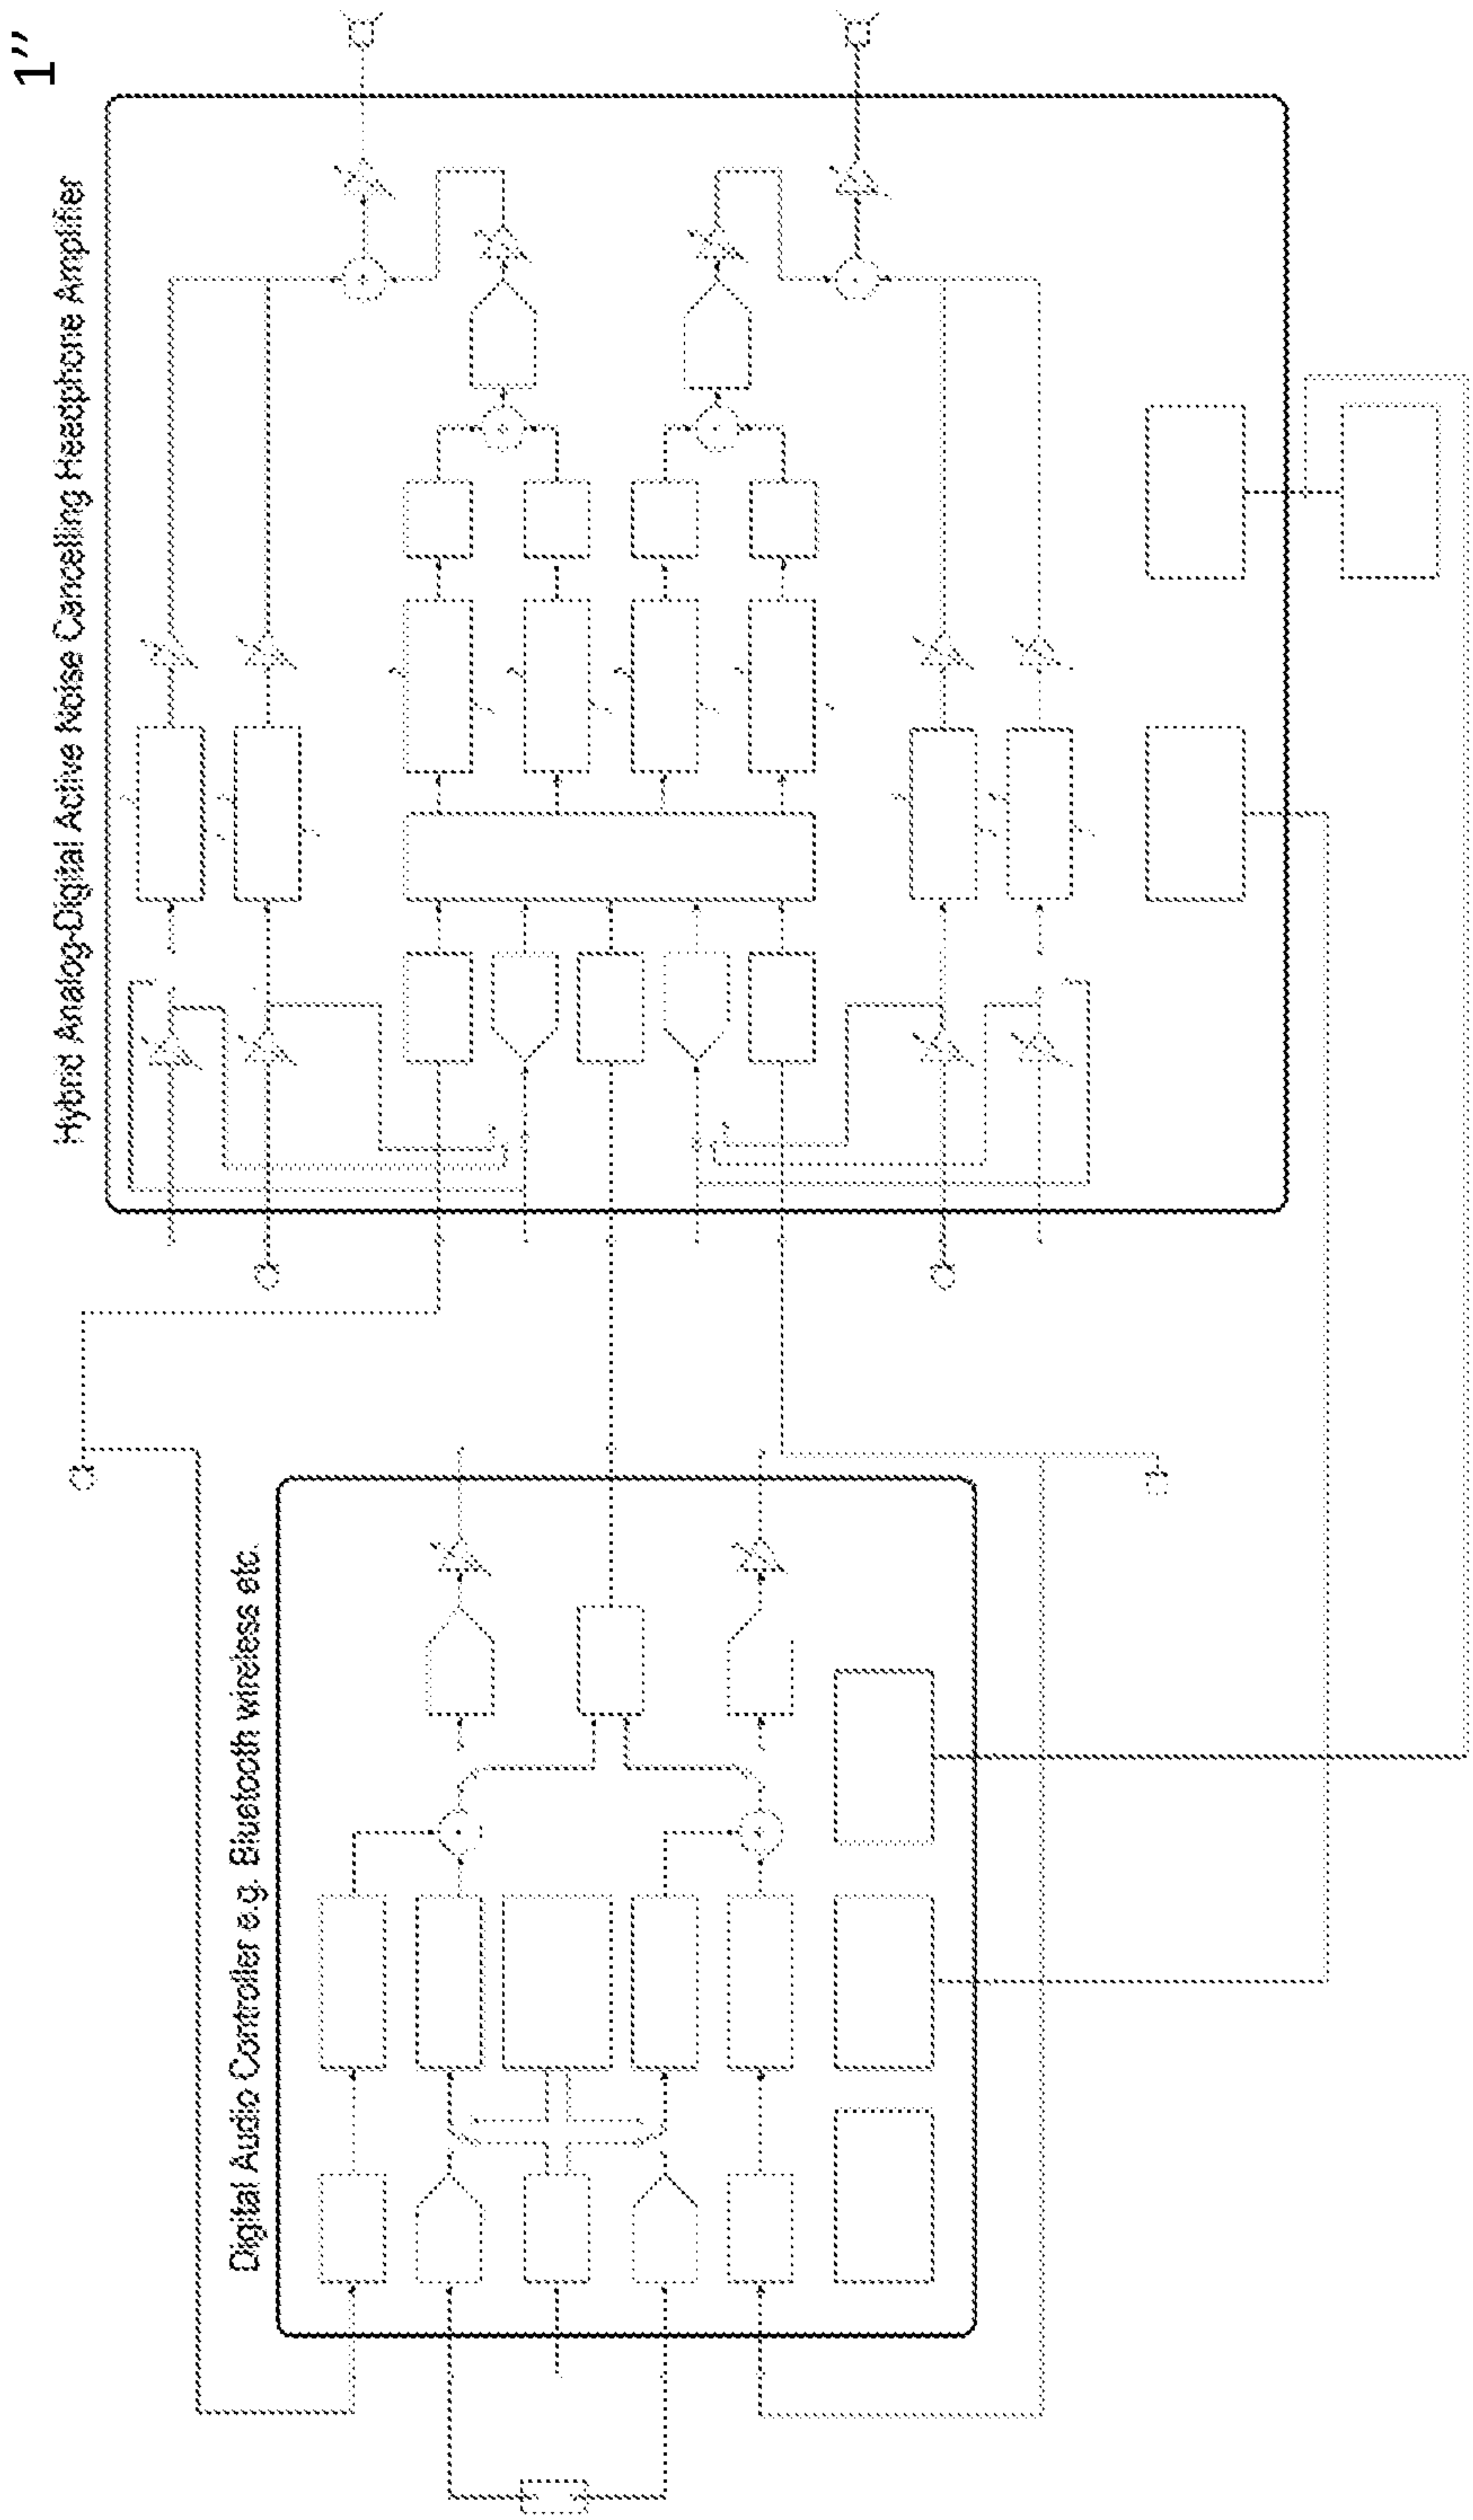 1’’
Hybrid Analog-Digital Active Noise Cancelling Headphone Amplifier
Digital Audio Controller e.g. Bluetooth wireless etc.